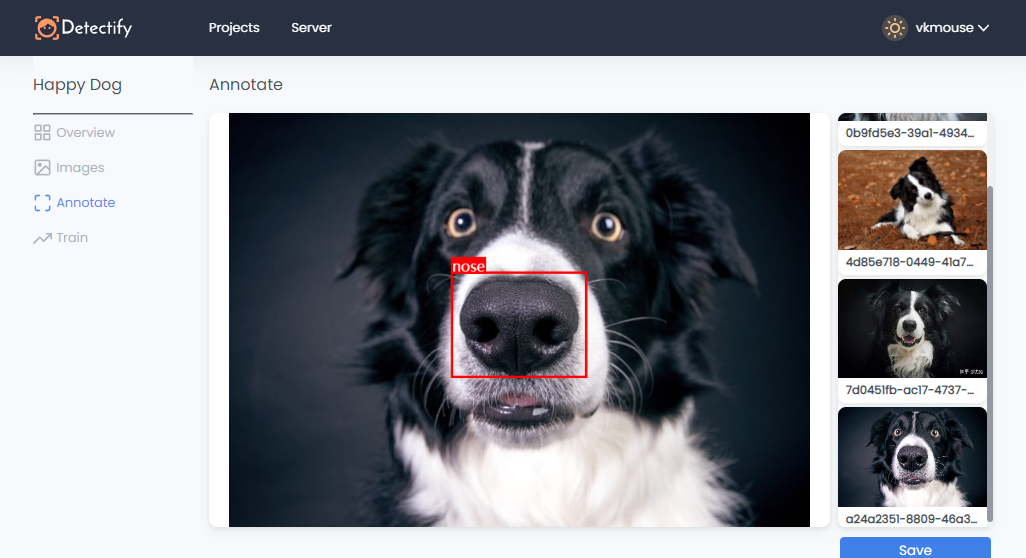 Detectify
Projects
Server
vkmouse
Happy Dog
Overview
Images
Annotate
Train
Annotate
nose
0b9fd5e3-39a1-4934...
4d85e718-0449-41a7...
7d0451fb-ac17-4737-...
a24a2351-8809-46a3...
Save